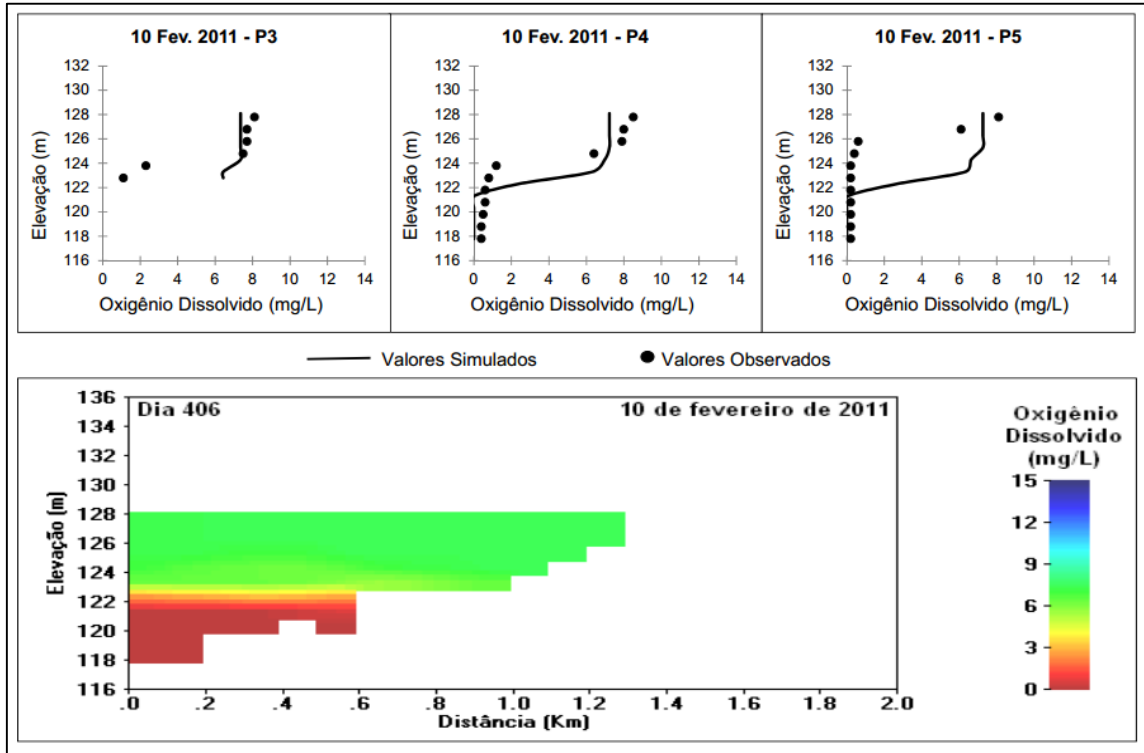 10 Fev. 2011 - P3
132
130
128
126
124
122
120
118
116
Elevação (m)
0 2 4 6 8 10 12 14
Oxigênio Dissolvido (mg/L)
10 Fev. 2011 - P4
132
130
128
126
124
122
120
118
116
Elevação (m)
0 2 4 6 8 10 12 14
Oxigênio Dissolvido (mg/L)
10 Fev. 2011 - P5
132
130
128
126
124
122
120
118
116
Elevação (m)
0 2 4 6 8 10 12 14
Oxigênio Dissolvido (mg/L)
Valores Simulados
Valores Observados
Dia 406
10 de fevereiro de 2011
136
134
132
130
128
126
124
122
120
118
116
Elevação (m)
.0 .2 .4 .6 .8 1.0 1.2 1.4 1.6 1.8 2.0
Distância (Km)
Oxigênio
Dissolvido
(mg/L)
15
12
9
6
3
0